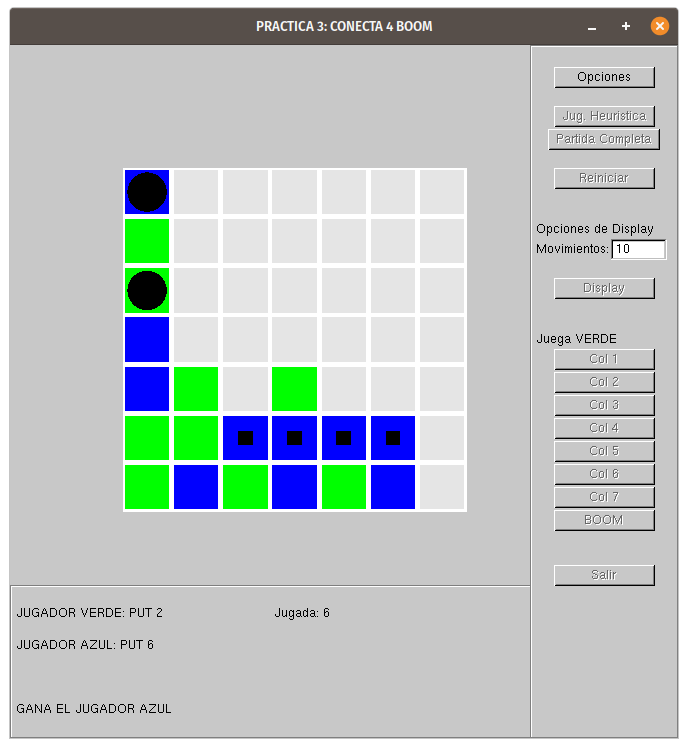 PRACTICA 3: CONECTA 4 BOOM
Opciones
Jug. Heuristica
Partida Completa
Reiniciar
Opciones de Display
Movimientos: 10
Display
Juega VERDE
Col 1
Col 2
Col 3
Col 4
Col 5
Col 6
Col 7
BOOM
Salir
JUGADOR VERDE: PUT 2 Jugada: 6
JUGADOR AZUL: PUT 6
GANA EL JUGADOR AZUL